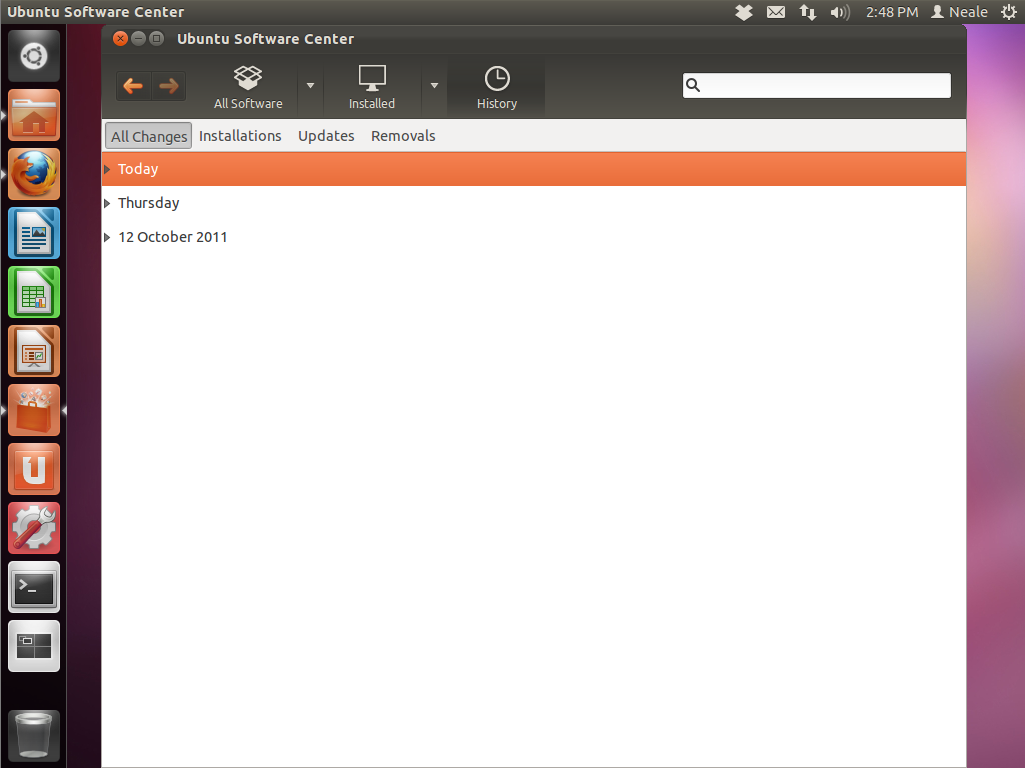 Ubuntu Software Center 2:48 PM Neale
Ubuntu Software Center
All Software Installed History
All Changes Installations Updates Removals
Today
Thursday
12 October 2011